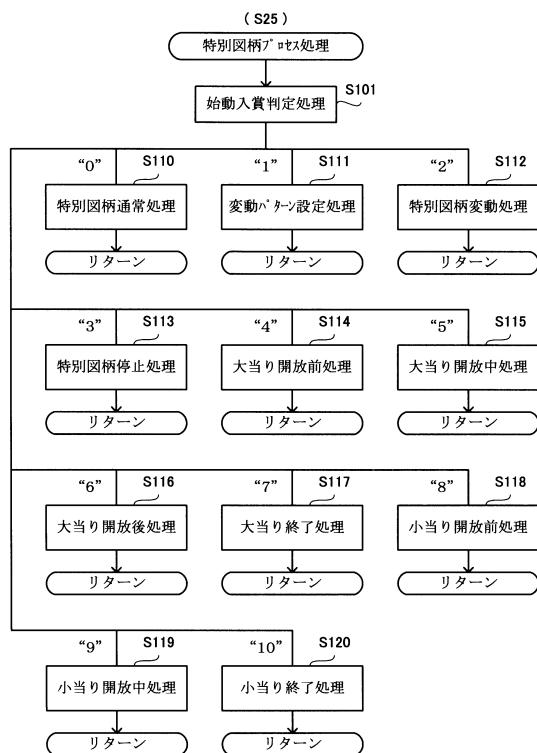 (S25)
特別図柄ﾌﾟﾛｾｽ処理
S101
始動入賞判定処理
“0” S110 “1” S111 “2” S112
特別図柄通常処理 変動ﾊﾟﾀｰﾝ設定処理 特別図柄変動処理
リターン リターン リターン
“3” S113 “4” S114 “5” S115
特別図柄停止処理 大当り開放前処理 大当り開放中処理
リターン リターン リターン
“6” S116 “7” S117 “8” S118
大当り開放後処理 大当り終了処理 小当り開放前処理
リターン リターン リターン
“9” S119 “10” S120
小当り開放中処理 小当り終了処理
リターン リターン